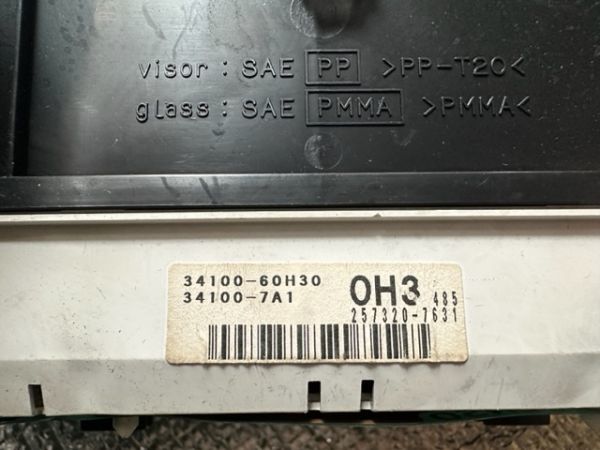 visor : SAE PP >PP-T20<
glass : SAE PMMA >PMMA<
34100-60H30
34100-7A1
0H3 485
257320-7631